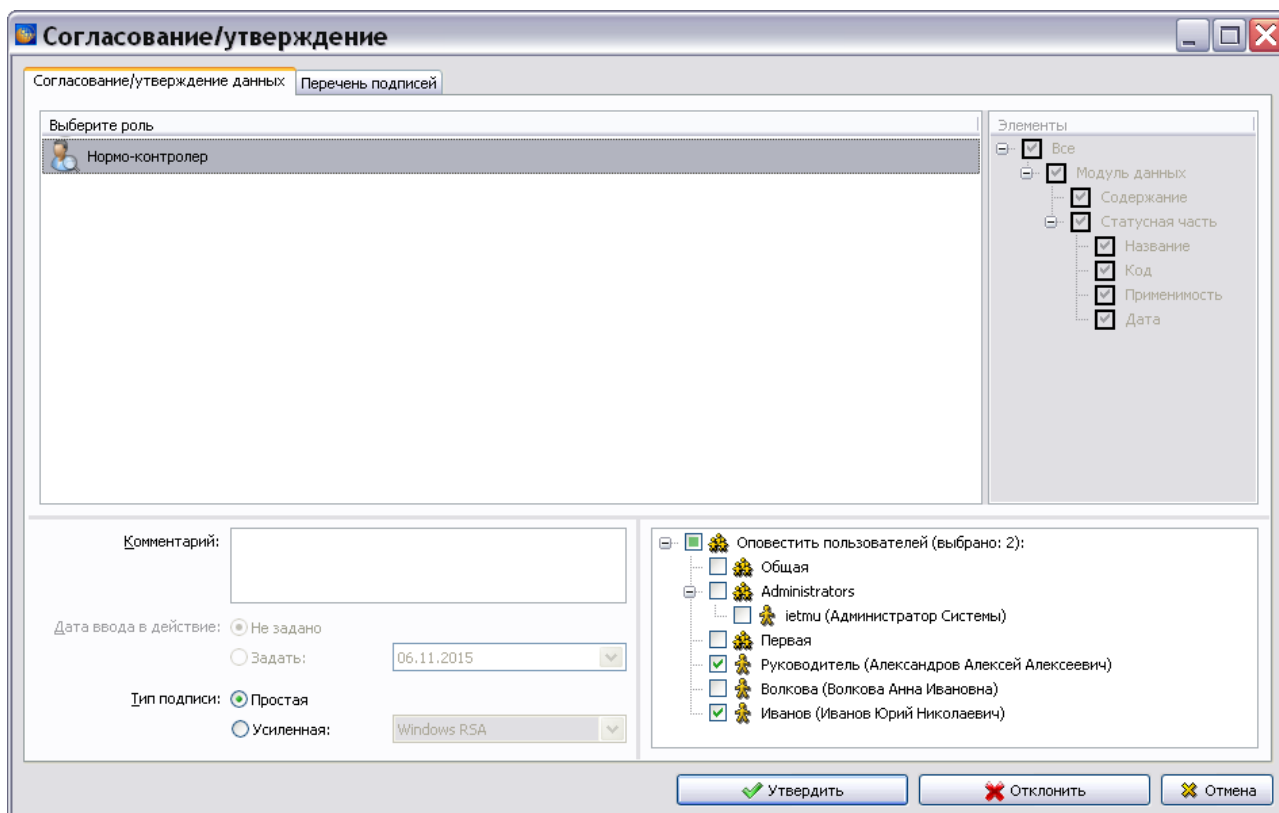 Согласование/утверждение
Согласование/утверждение данных
Перечень подписей
Выберите роль
Нормо-контролер
Элементы
Все
Модуль данных
Содержание
Статусная часть
Название
Код
Применимость
Дата
Комментарий:
Дата ввода в действие:
Не задано
Задать:
06.11.2015
Тип подписи:
Простая
Усиленная:
Windows RSA
Оповестить пользователей (выбрано: 2):
Общая
Administrators
ietmu (Администратор Системы)
Первая
Руководитель (Александров Алексей Алексеевич)
Волкова (Волкова Анна Ивановна)
Иванов (Иванов Юрий Николаевич)
Утвердить
Отклонить
Отмена